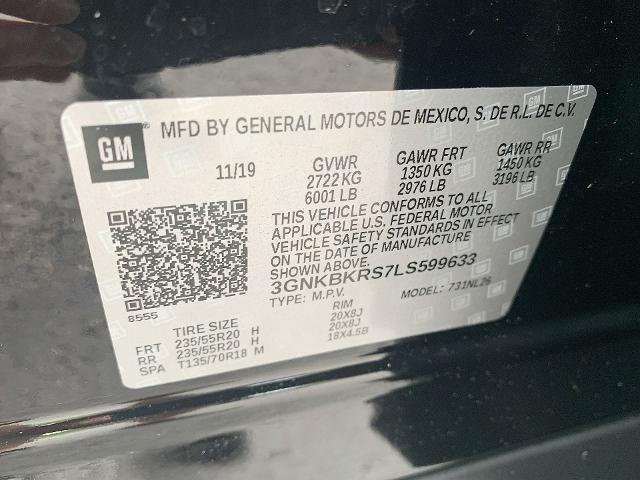 GM
MFD BY GENERAL MOTORS DE MEXICO, S. DE R.L. DE C.V.
11/19 GVWR GAWR FRT GAWR RR
2722 KG 1350 KG 1450 KG
6001 LB 2976 LB 3196 LB
THIS VEHICLE CONFORMS TO ALL
APPLICABLE U.S. FEDERAL MOTOR
VEHICLE SAFETY STANDARDS IN EFFECT
ON THE DATE OF MANUFACTURE
SHOWN ABOVE.
3GNKBKRS7LS599633
TYPE: M.P.V. MODEL: 731NL26
8555
TIRE SIZE RIM
FRT 235/55R20 H 20X8J
RR 235/55R20 H 20X8J
SPA T135/70R18 M 18X4.5B